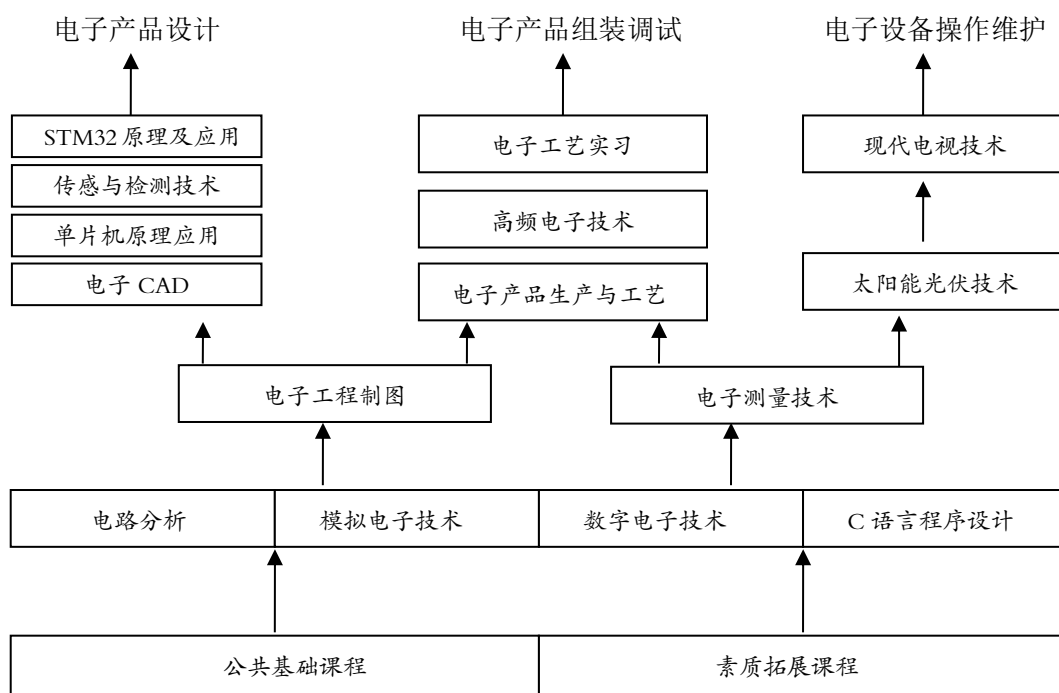 电子产品设计
电子产品组装调试
电子设备操作维护
STM32 原理及应用
传感与检测技术
单片机原理应用
电子 CAD
电子工艺实习
高频电子技术
电子产品生产与工艺
现代电视技术
太阳能光伏技术
电子工程制图
电子测量技术
电路分析
模拟电子技术
数字电子技术
C 语言程序设计
公共基础课程
素质拓展课程